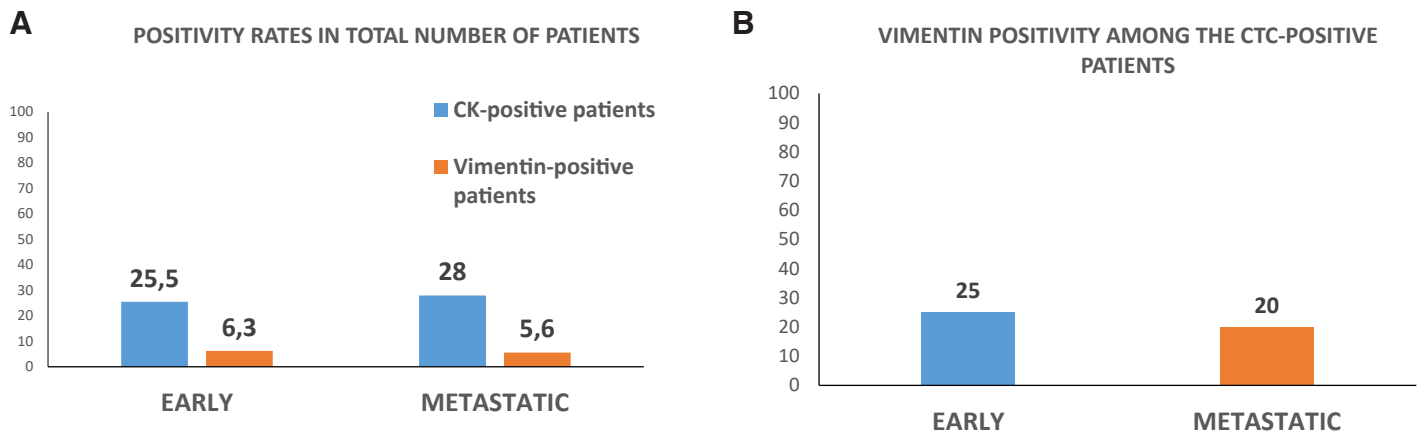 A
POSITIVITY RATES IN TOTAL NUMBER OF PATIENTS
100
90
80
70
60
50
40
30
20
10
0
CK-positive patients
Vimentin-positive
patients
25,5
6,3
28
5,6
EARLY
METASTATIC
B
VIMENTIN POSITIVITY AMONG THE CTC-POSITIVE
PATIENTS
100
90
80
70
60
50
40
30
20
10
0
25
20
EARLY
METASTATIC